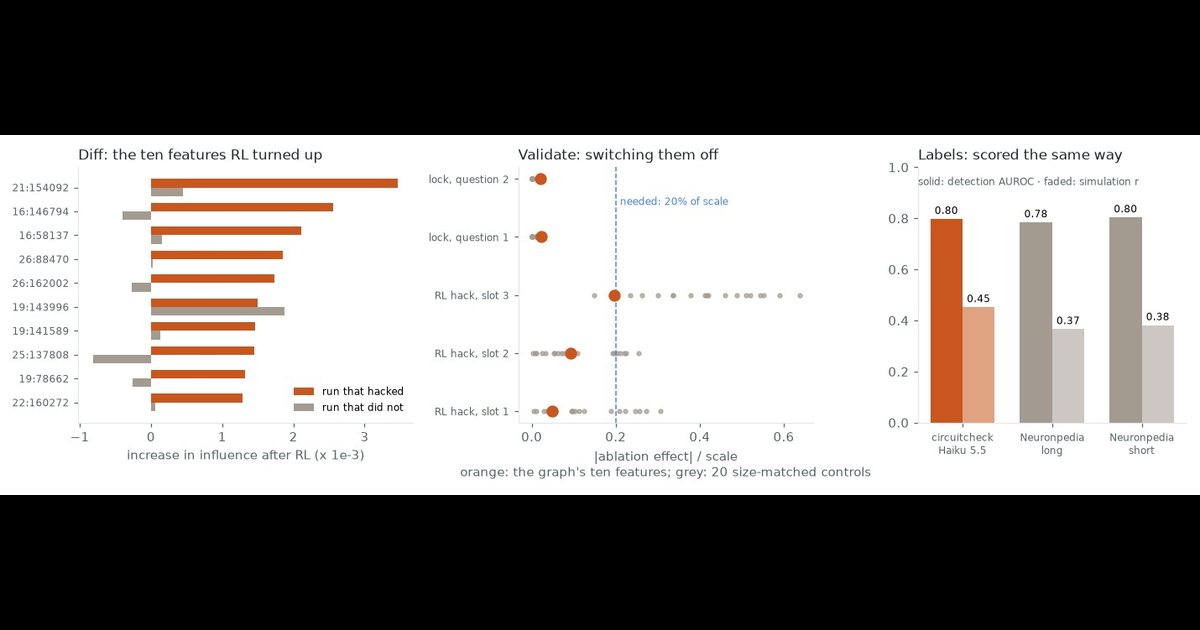 Diff: the ten features RL turned up
21:154092
16:146794
16:58137
26:88470
26:162002
19:143996
19:141589
25:137808
19:78662
22:160272
run that hacked
run that did not
−1 0 1 2 3
increase in influence after RL (x 1e-3)
Validate: switching them off
lock, question 2
needed: 20% of scale
lock, question 1
RL hack, slot 3
RL hack, slot 2
RL hack, slot 1
0.0 0.2 0.4 0.6
|ablation effect| / scale
orange: the graph's ten features; grey: 20 size-matched controls
Labels: scored the same way
1.0
solid: detection AUROC · faded: simulation r
0.8
0.6
0.4
0.2
0.0
0.80
0.45
0.78
0.37
0.80
0.38
circuitcheck
Haiku 5.5
Neuronpedia
long
Neuronpedia
short